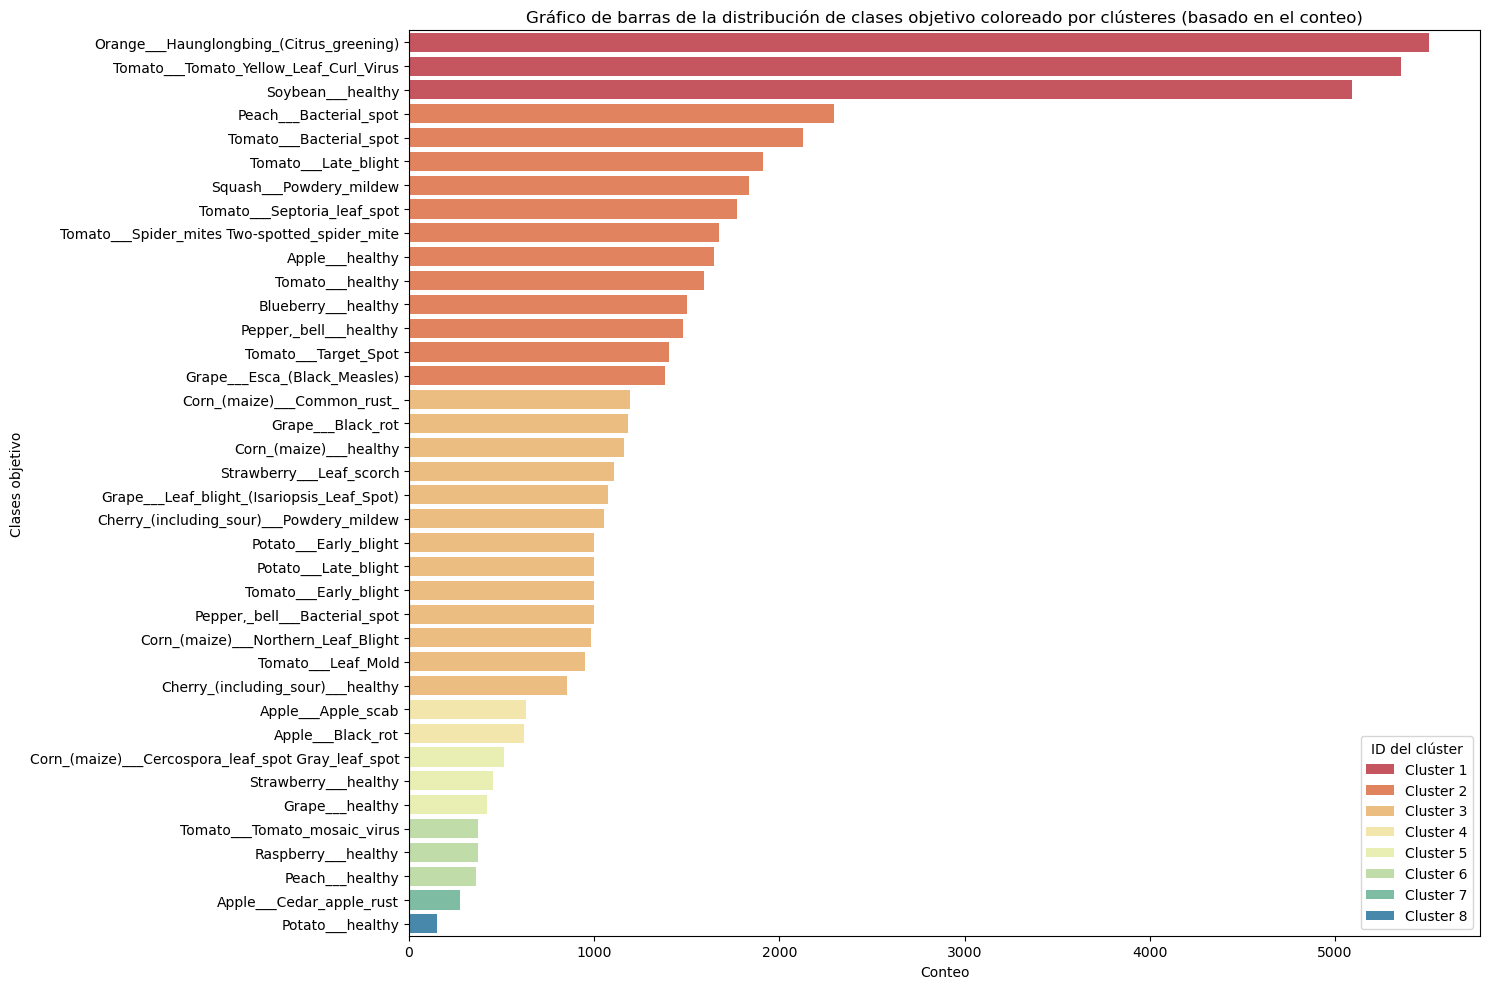 Gráfico de barras de la distribución de clases objetivo coloreado por clústeres (basado en el conteo)
Clases objetivo
Orange___Haunglongbing_(Citrus_greening)
Tomato___Tomato_Yellow_Leaf_Curl_Virus
Soybean___healthy
Peach___Bacterial_spot
Tomato___Bacterial_spot
Tomato___Late_blight
Squash___Powdery_mildew
Tomato___Septoria_leaf_spot
Tomato___Spider_mites Two-spotted_spider_mite
Apple___healthy
Tomato___healthy
Blueberry___healthy
Pepper,_bell___healthy
Tomato___Target_Spot
Grape___Esca_(Black_Measles)
Corn_(maize)___Common_rust_
Grape___Black_rot
Corn_(maize)___healthy
Strawberry___Leaf_scorch
Grape___Leaf_blight_(Isariopsis_Leaf_Spot)
Cherry_(including_sour)___Powdery_mildew
Potato___Early_blight
Potato___Late_blight
Tomato___Early_blight
Pepper,_bell___Bacterial_spot
Corn_(maize)___Northern_Leaf_Blight
Tomato___Leaf_Mold
Cherry_(including_sour)___healthy
Apple___Apple_scab
Apple___Black_rot
Corn_(maize)___Cercospora_leaf_spot Gray_leaf_spot
Strawberry___healthy
Grape___healthy
Tomato___Tomato_mosaic_virus
Raspberry___healthy
Peach___healthy
Apple___Cedar_apple_rust
Potato___healthy
ID del clúster
Cluster 1
Cluster 2
Cluster 3
Cluster 4
Cluster 5
Cluster 6
Cluster 7
Cluster 8
0 1000 2000 3000 4000 5000
Conteo